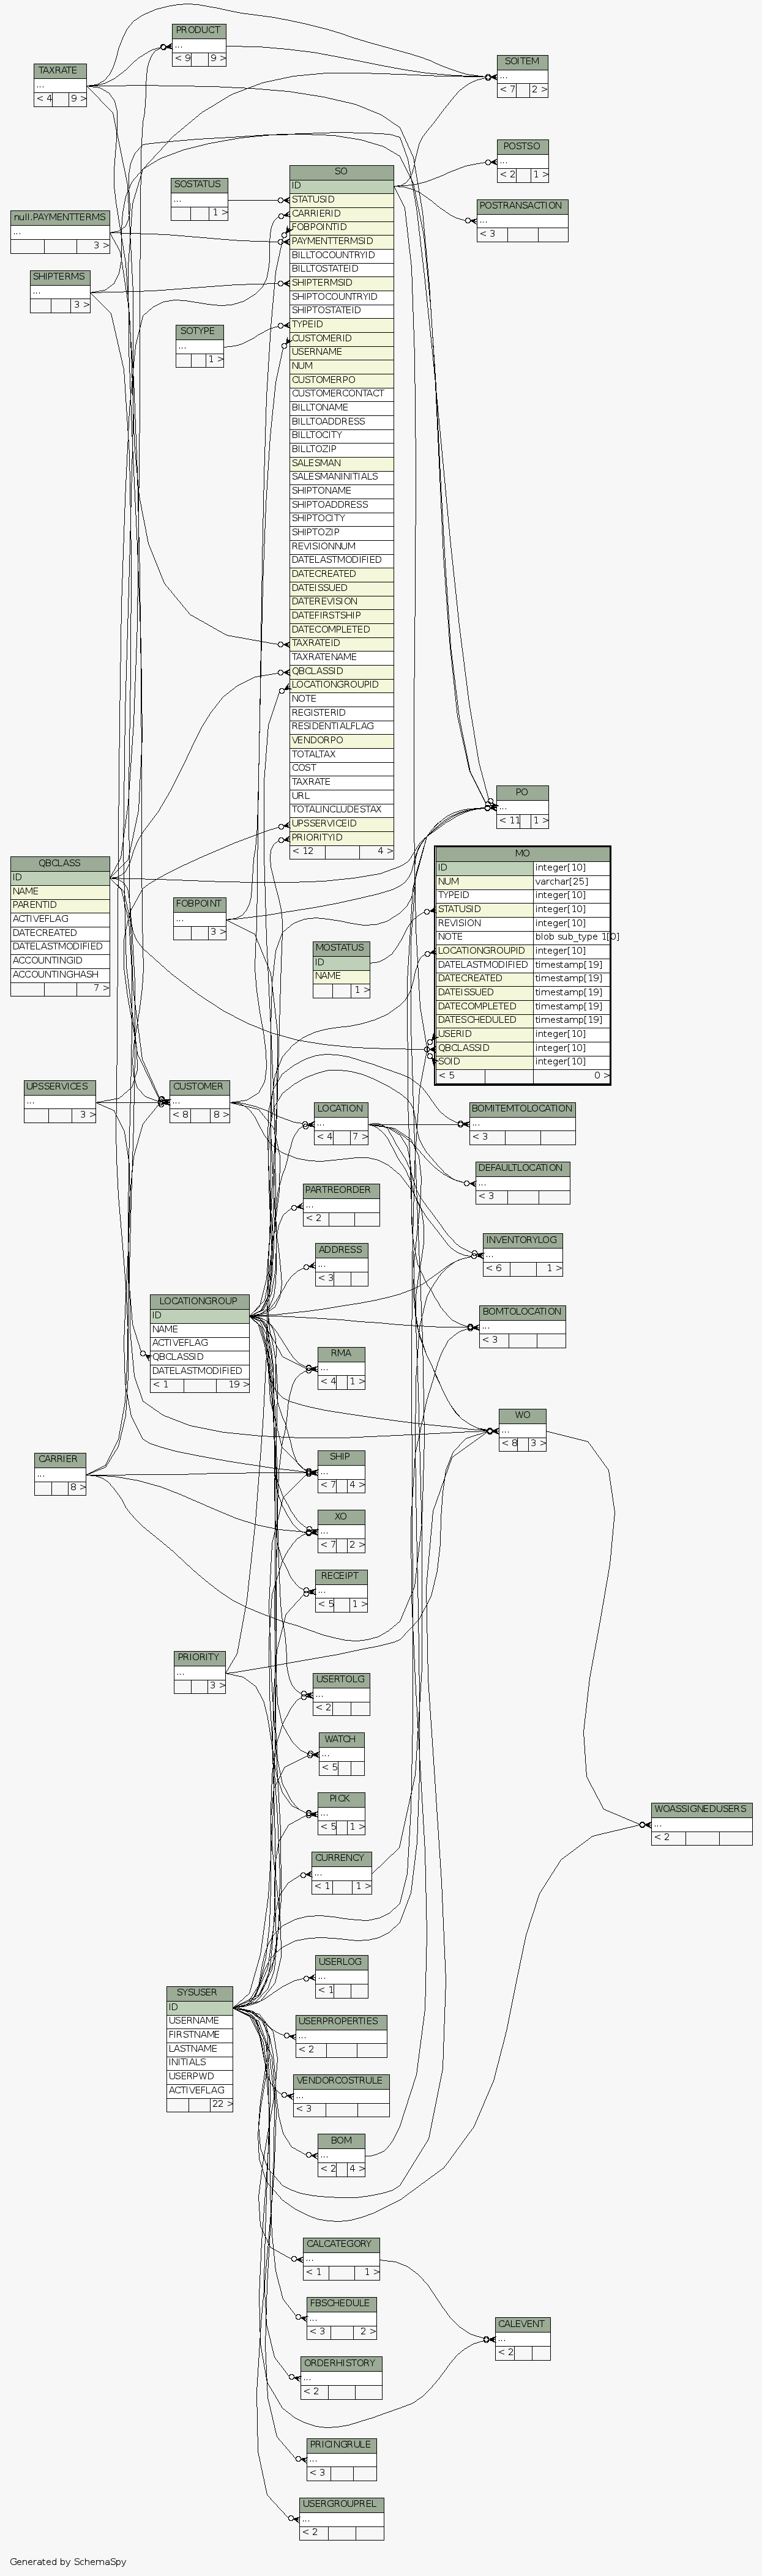 PRODUCT
...
< 9 9 >
TAXRATE
...
< 4 9 >
SOITEM
...
< 7 2 >
POSTSO
...
< 2 1 >
SOSTATUS
...
1 >
POSTRANSACTION
...
< 3
null.PAYMENTTERMS
...
3 >
SHIPTERMS
...
3 >
SOTYPE
...
1 >
SO
ID
STATUSID
CARRIERID
FOBPOINTID
PAYMENTTERMSID
BILLTOCOUNTRYID
BILLTOSTATEID
SHIPTERMSID
SHIPTOCOUNTRYID
SHIPTOSTATEID
TYPEID
CUSTOMERID
USERNAME
NUM
CUSTOMERPO
CUSTOMERCONTACT
BILLTONAME
BILLTOADDRESS
BILLTOCITY
BILLTOZIP
SALESMAN
SALESMANINITIALS
SHIPTONAME
SHIPTOADDRESS
SHIPTOCITY
SHIPTOZIP
REVISIONNUM
DATELASTMODIFIED
DATECREATED
DATEISSUED
DATEREVISION
DATEFIRSTSHIP
DATECOMPLETED
TAXRATEID
TAXRATENAME
QBCLASSID
LOCATIONGROUPID
NOTE
REGISTERID
RESIDENTIALFLAG
VENDORPO
TOTALTAX
COST
TAXRATE
URL
TOTALINCLUDESTAX
UPSSERVICEID
PRIORITYID
< 12 4 >
PO
...
< 11 1 >
MO
ID integer[10]
NUM varchar[25]
TYPEID integer[10]
STATUSID integer[10]
REVISION integer[10]
NOTE blob sub_type 1[0]
LOCATIONGROUPID integer[10]
DATELASTMODIFIED timestamp[19]
DATECREATED timestamp[19]
DATEISSUED timestamp[19]
DATECOMPLETED timestamp[19]
DATESCHEDULED timestamp[19]
USERID integer[10]
QBCLASSID integer[10]
SOID integer[10]
< 5 0 >
QBCLASS
ID
NAME
PARENTID
ACTIVEFLAG
DATECREATED
DATELASTMODIFIED
ACCOUNTINGID
ACCOUNTINGHASH
7 >
FOBPOINT
...
3 >
MOSTATUS
ID
NAME
1 >
UPSSERVICES
...
3 >
CUSTOMER
...
< 8 8 >
LOCATION
...
< 4 7 >
BOMITEMTOLOCATION
...
< 3
DEFAULTLOCATION
...
< 3
PARTREORDER
...
< 2
INVENTORYLOG
...
< 6 1 >
ADDRESS
...
< 3
LOCATIONGROUP
ID
NAME
ACTIVEFLAG
QBCLASSID
DATELASTMODIFIED
< 1 19 >
BOMTOLOCATION
...
< 3
RMA
...
< 4 1 >
WO
...
< 8 3 >
CARRIER
...
8 >
SHIP
...
< 7 4 >
XO
...
< 7 2 >
RECEIPT
...
< 5 1 >
PRIORITY
...
3 >
USERTOLG
...
< 2
WATCH
...
< 5
PICK
...
< 5 1 >
WOASSIGNEDUSERS
...
< 2
CURRENCY
...
< 1 1 >
USERLOG
...
< 1
SYSUSER
ID
USERNAME
FIRSTNAME
LASTNAME
INITIALS
USERPWD
ACTIVEFLAG
22 >
USERPROPERTIES
...
< 2
VENDORCOSTRULE
...
< 3
BOM
...
< 2 4 >
CALCATEGORY
...
< 1 1 >
FBSCHEDULE
...
< 3 2 >
CALEVENT
...
< 2
ORDERHISTORY
...
< 2
PRICINGRULE
...
< 3
USERGROUPREL
...
< 2
Generated by SchemaSpy